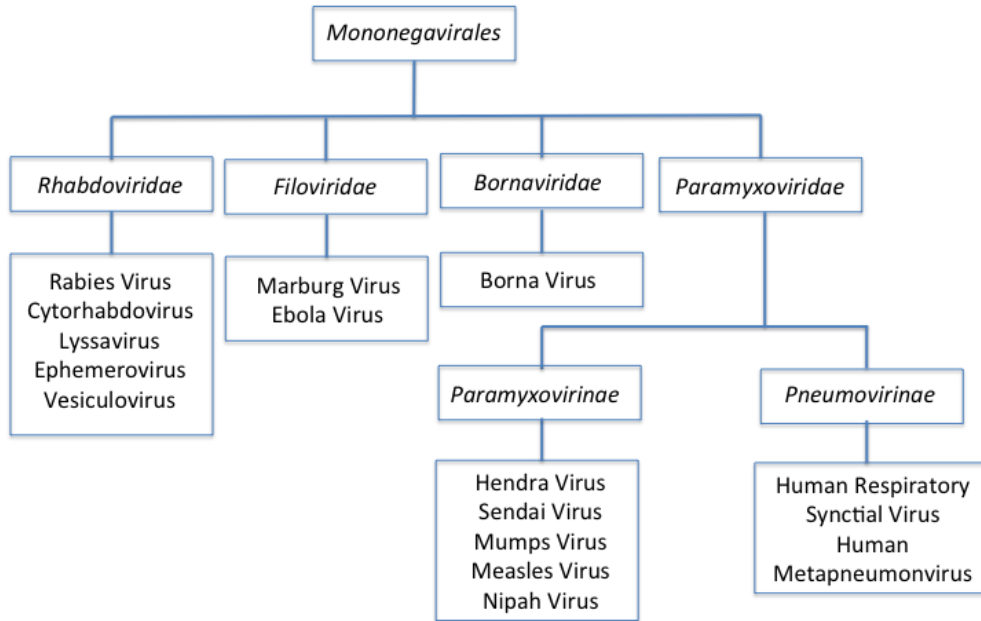 Mononegavirales
Rhabdoviridae
Filoviridae
Bornaviridae
Paramyxoviridae
Rabies Virus
Cytorhabdovirus
Lyssavirus
Ephemerovirus
Vesiculovirus
Marburg Virus
Ebola Virus
Borna Virus
Paramyxovirinae
Pneumovirinae
Hendra Virus
Sendai Virus
Mumps Virus
Measles Virus
Nipah Virus
Human Respiratory
Synctial Virus
Human
Metapneumonvirus